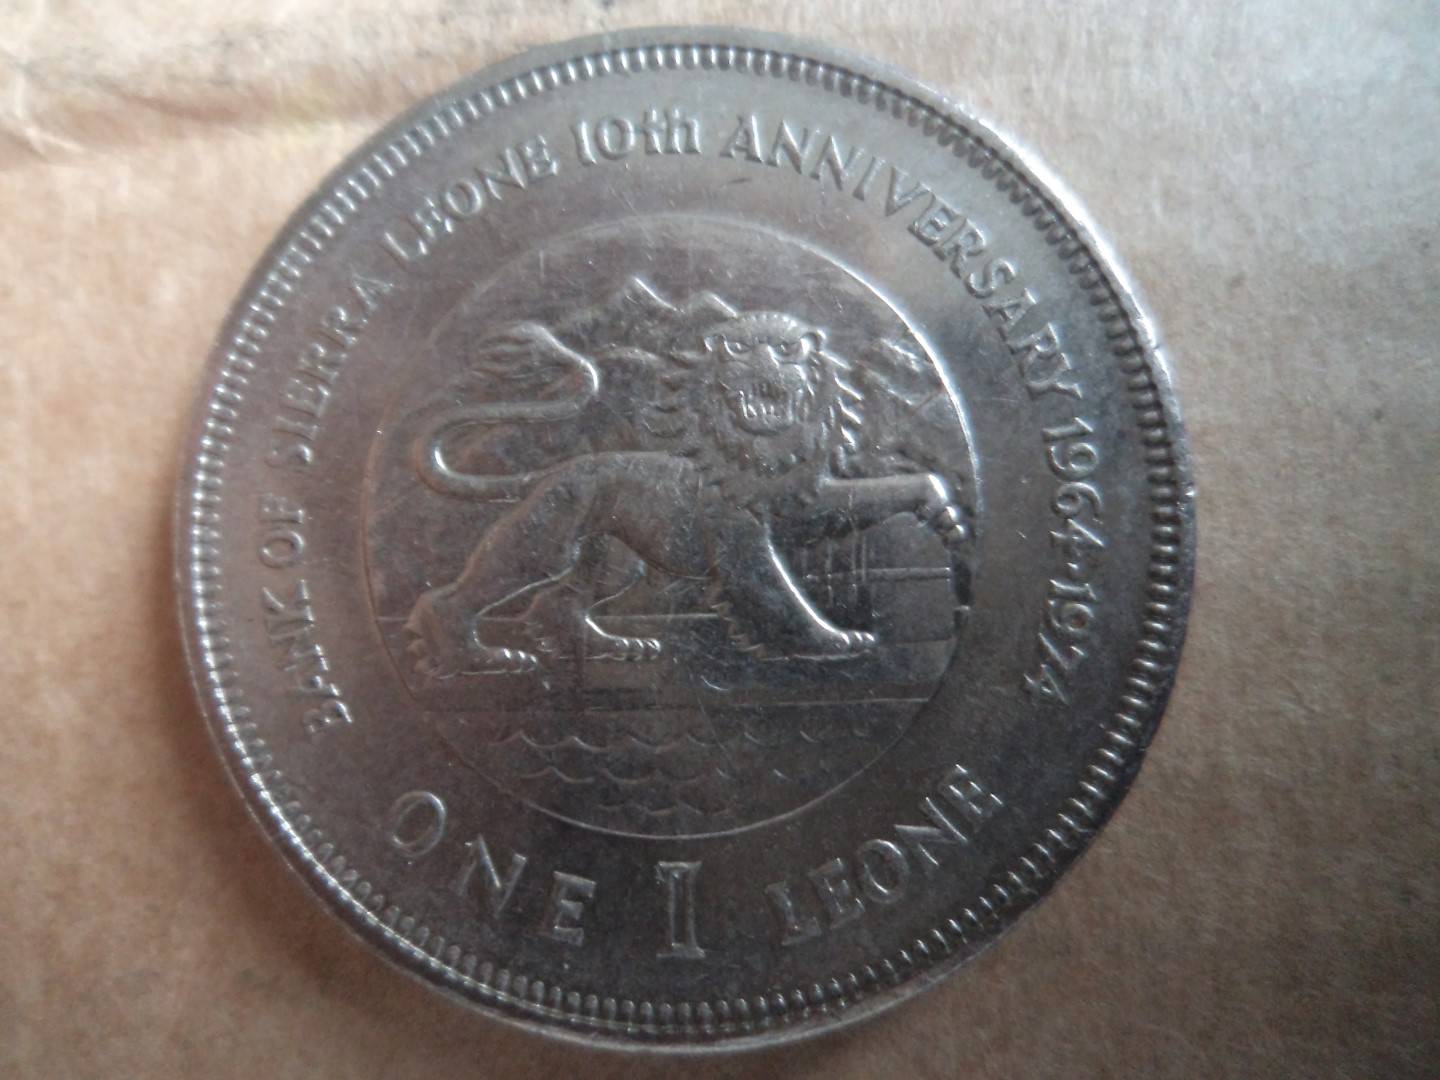 BANK OF SIERRA LEONE 10th ANNIVERSARY 1964·1974
ONE 1 LEONE